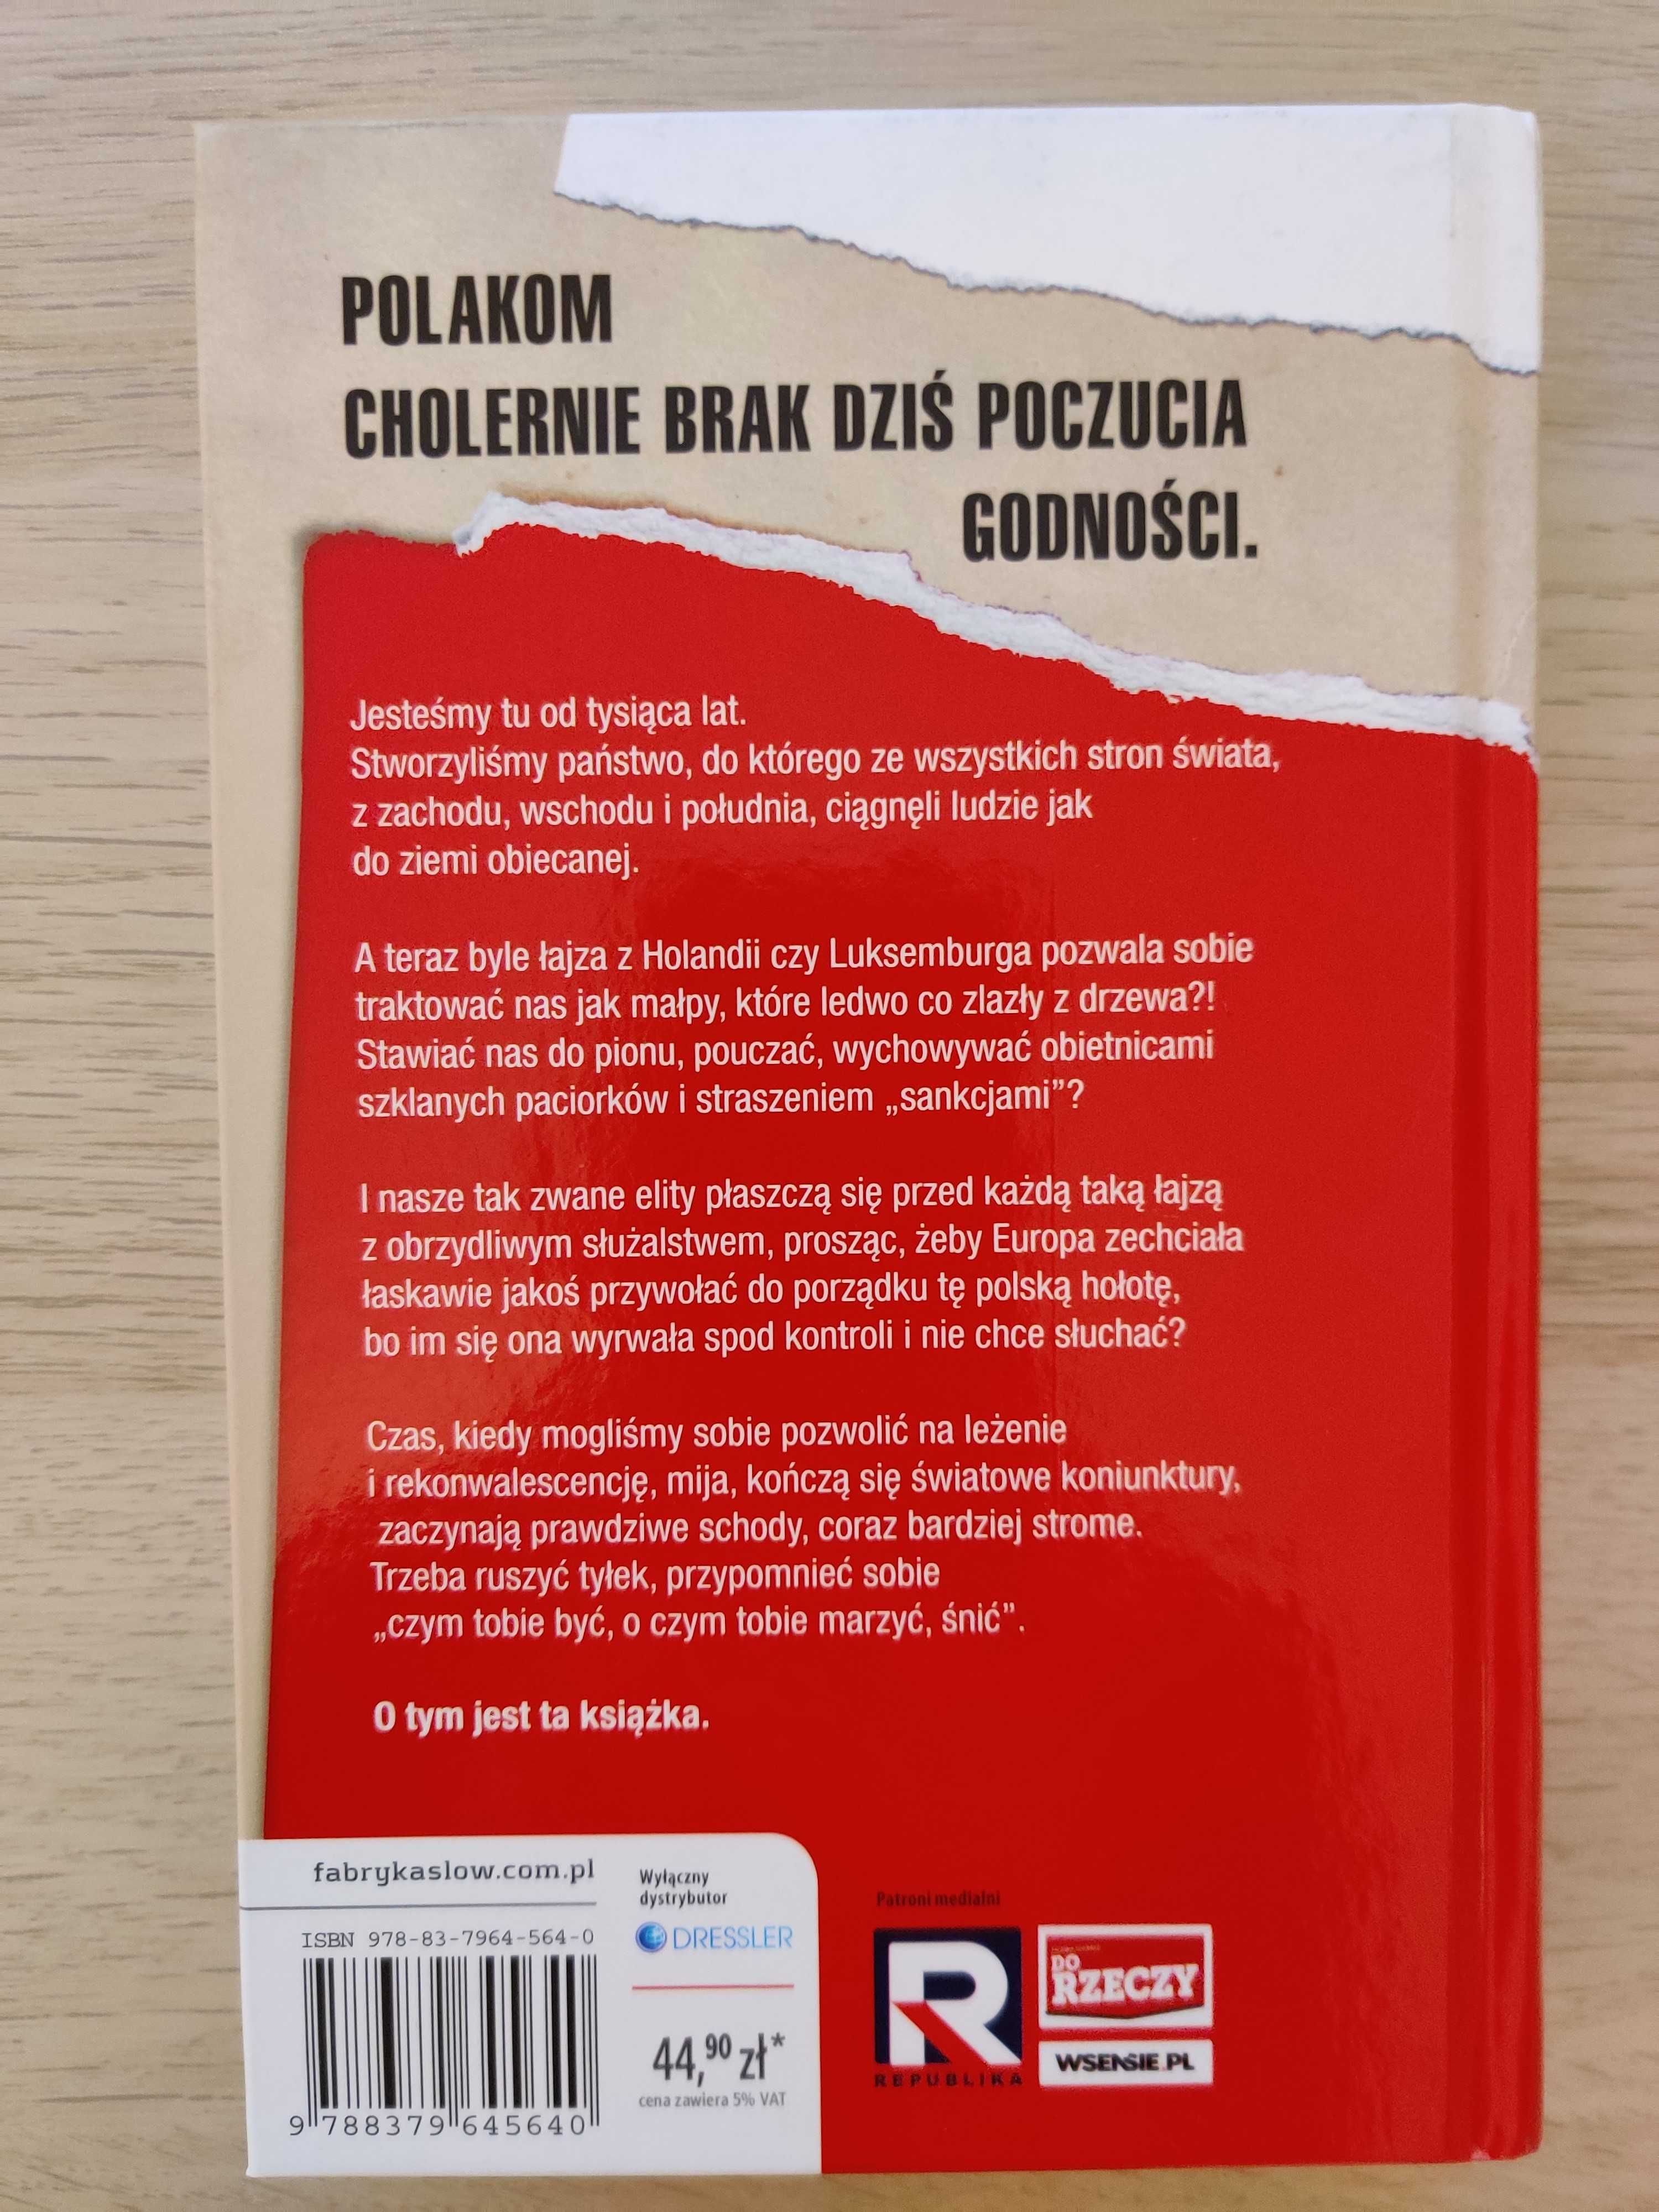 POLAKOM
CHOLERNIE BRAK DZIŚ POCZUCIA
GODNOŚCI.
Jesteśmy tu od tysiąca lat.
Stworzyliśmy państwo, do którego ze wszystkich stron świata,
z zachodu, wschodu i południa, ciągnęli ludzie jak
do ziemi obiecanej.
A teraz byle łajza z Holandii czy Luksemburga pozwala sobie
traktować nas jak małpy, które ledwo co zlazły z drzewa?!
Stawiać nas do pionu, pouczać, wychowywać obietnicami
szklanych paciorków i straszeniem „sankcjami”?
I nasze tak zwane elity płaszczą się przed każdą taką łajzą
z obrzydliwym służalstwem, prosząc, żeby Europa zechciała
łaskawie jakoś przywołać do porządku tę polską hołotę,
bo im się ona wyrwała spod kontroli i nie chce słuchać?
Czas, kiedy mogliśmy sobie pozwolić na leżenie
i rekonwalescencję, mija, kończą się światowe koniunktury,
zaczynają prawdziwe schody, coraz bardziej strome.
Trzeba ruszyć tyłek, przypomnieć sobie
„czym tobie być, o czym tobie marzyć, śnić”.
O tym jest ta książka.
fabrykaslow.com.pl
ISBN 978-83-7964-564-0
9 788379 645640
Wyłączny
dystrybutor
DRESSLER
44,90 zł*
cena zawiera 5% VAT
Patroni medialni
R
REPUBLIKA
DO
RZECZY
WSENSIE.PL